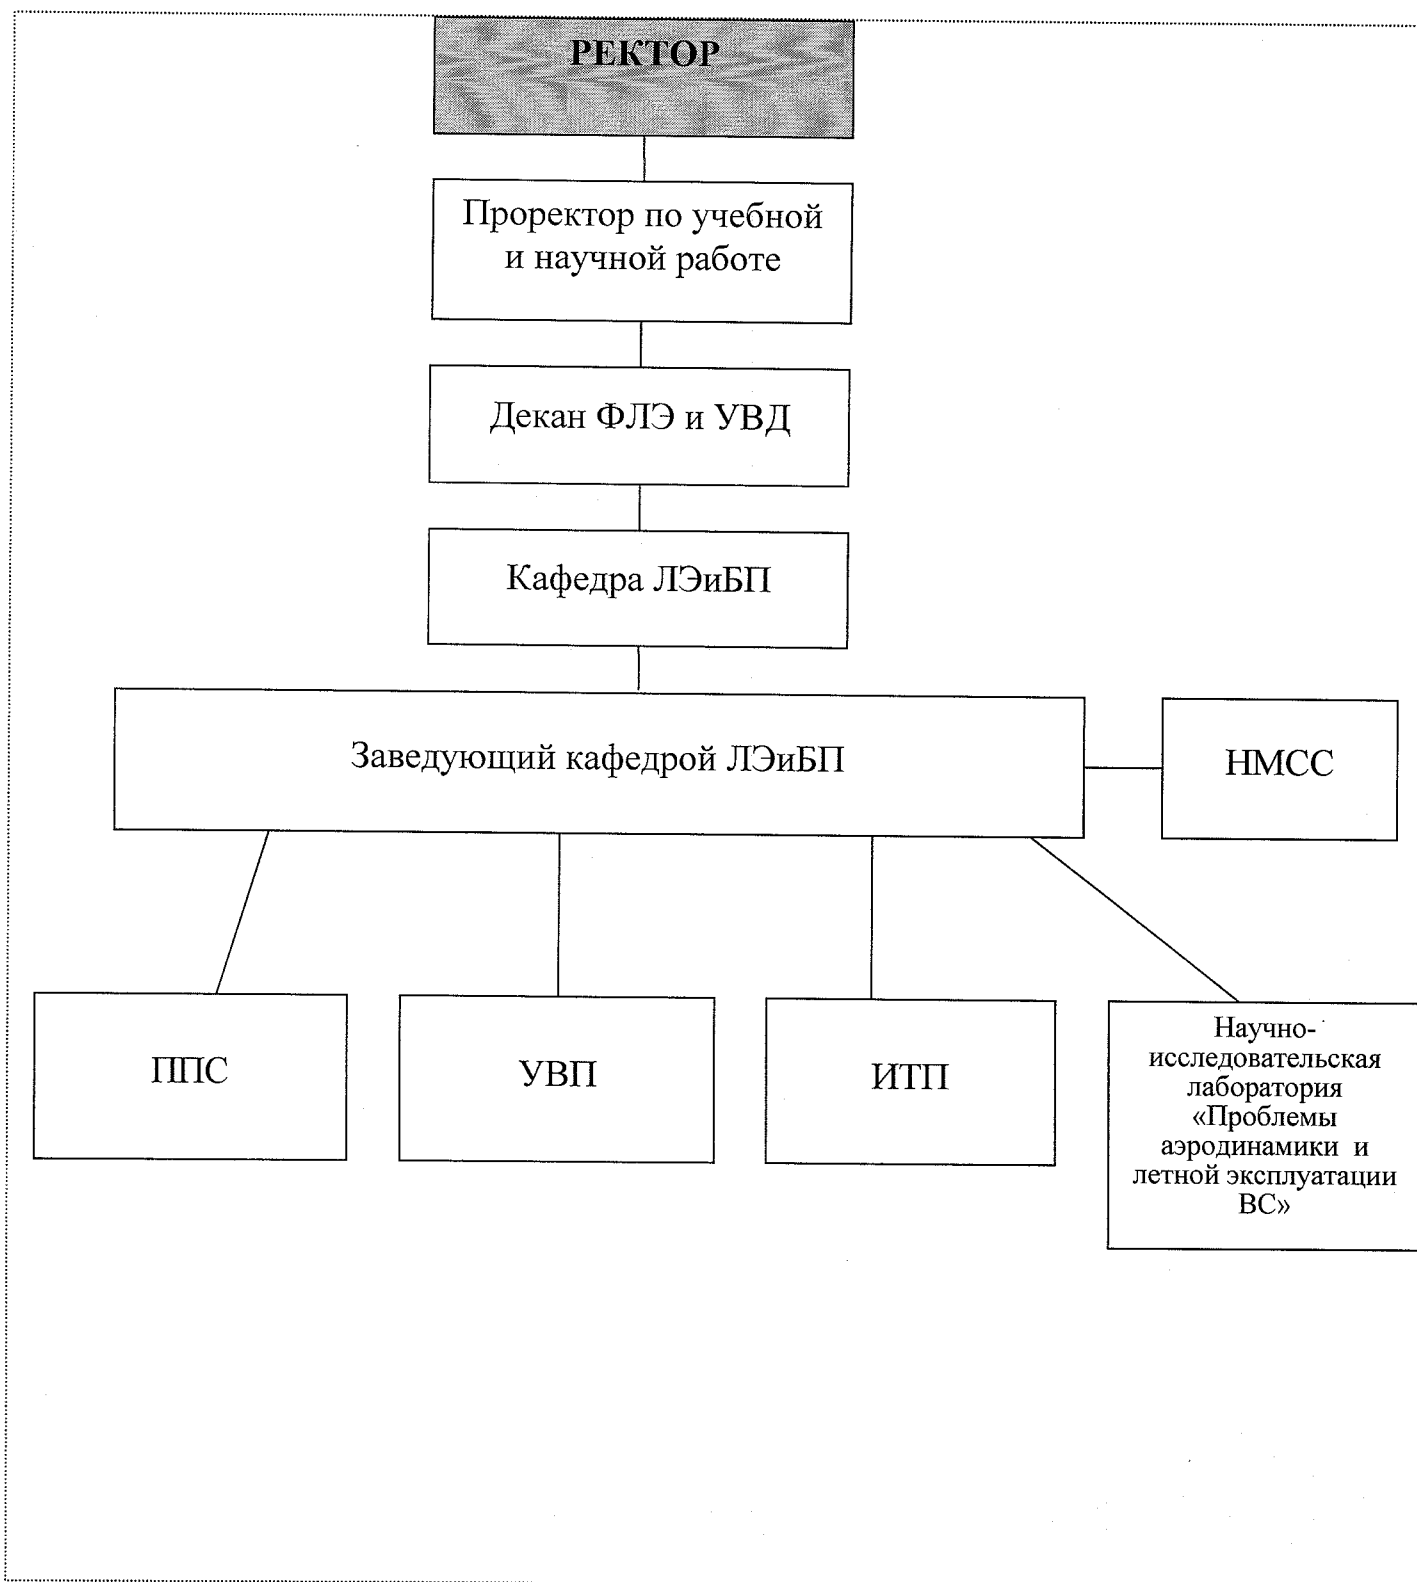 РЕКТОР
Проректор по учебной
и научной работе
Декан ФЛЭ и УВД
Кафедра ЛЭиБП
Заведующий кафедрой ЛЭиБП
НМСС
ППС
УВП
ИТП
Научно-
исследовательская
лаборатория
«Проблемы
аэродинамики и
летной эксплуатации
ВС»